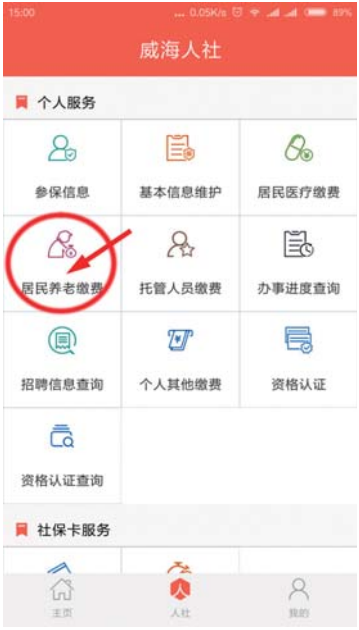 15:00 ... 0.05K/s 89%
威海人社
个人服务
参保信息 基本信息维护 居民医疗缴费
居民养老缴费 托管人员缴费 办事进度查询
招聘信息查询 个人其他缴费 资格认证
资格认证查询
社保卡服务
主页 人社 我的